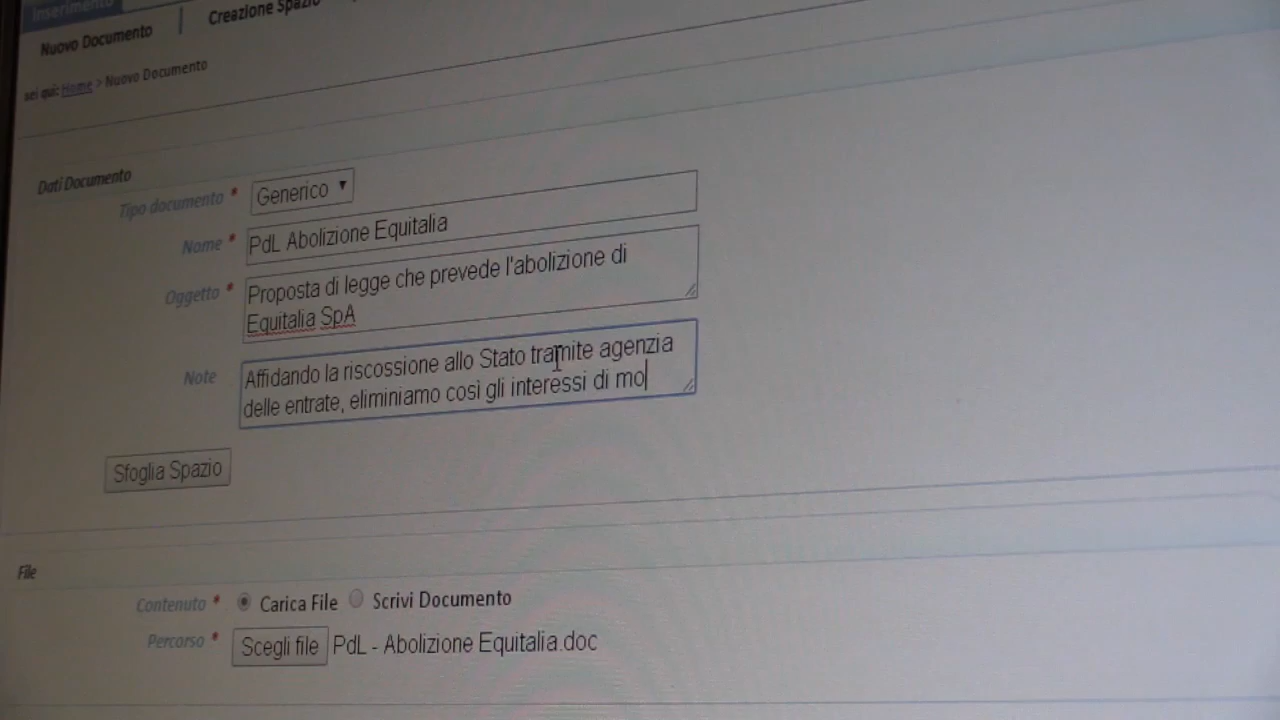 Inserimento
Nuovo Documento | Creazione Spazio
sei qui: Home > Nuovo Documento
Dati Documento
Tipo documento * Generico
Nome * PdL Abolizione Equitalia
Oggetto * Proposta di legge che prevede l'abolizione di
Equitalia SpA
Note Affidando la riscossione allo Stato tramite agenzia
delle entrate, eliminiamo così gli interessi di mo
Sfoglia Spazio
File
Contenuto * Carica File Scrivi Documento
Percorso * Scegli file PdL - Abolizione Equitalia.doc